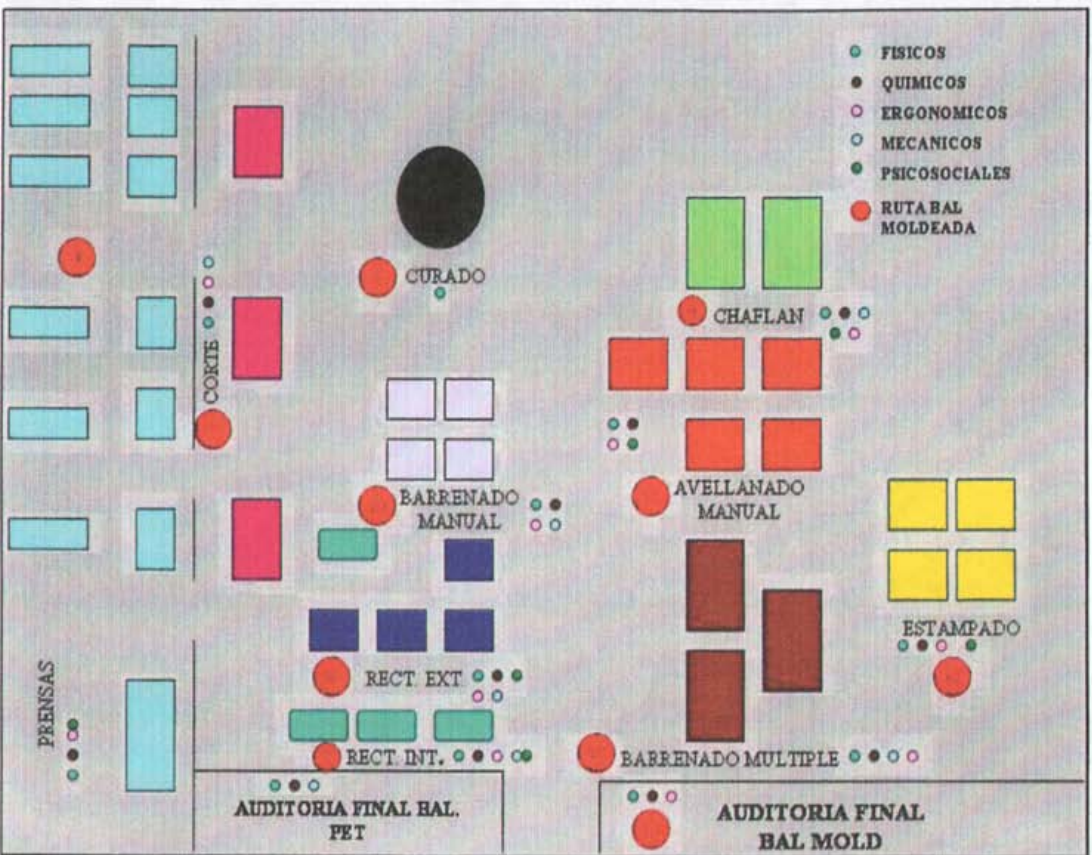 FISICOS
QUIMICOS
ERGONOMICOS
MECANICOS
PSICOSOCIALES
RUTA BAL
MOLDEADA
CURADO
CHAFLAN
CORTE
BARRENADO
MANUAL
AVELLANADO
MANUAL
ESTAMPADO
PRENSAS
RECT. EXT.
RECT. INT.
BARRENADO MULTIPLE
AUDITORIA FINAL BAL.
PET
AUDITORIA FINAL
BAL MOLD